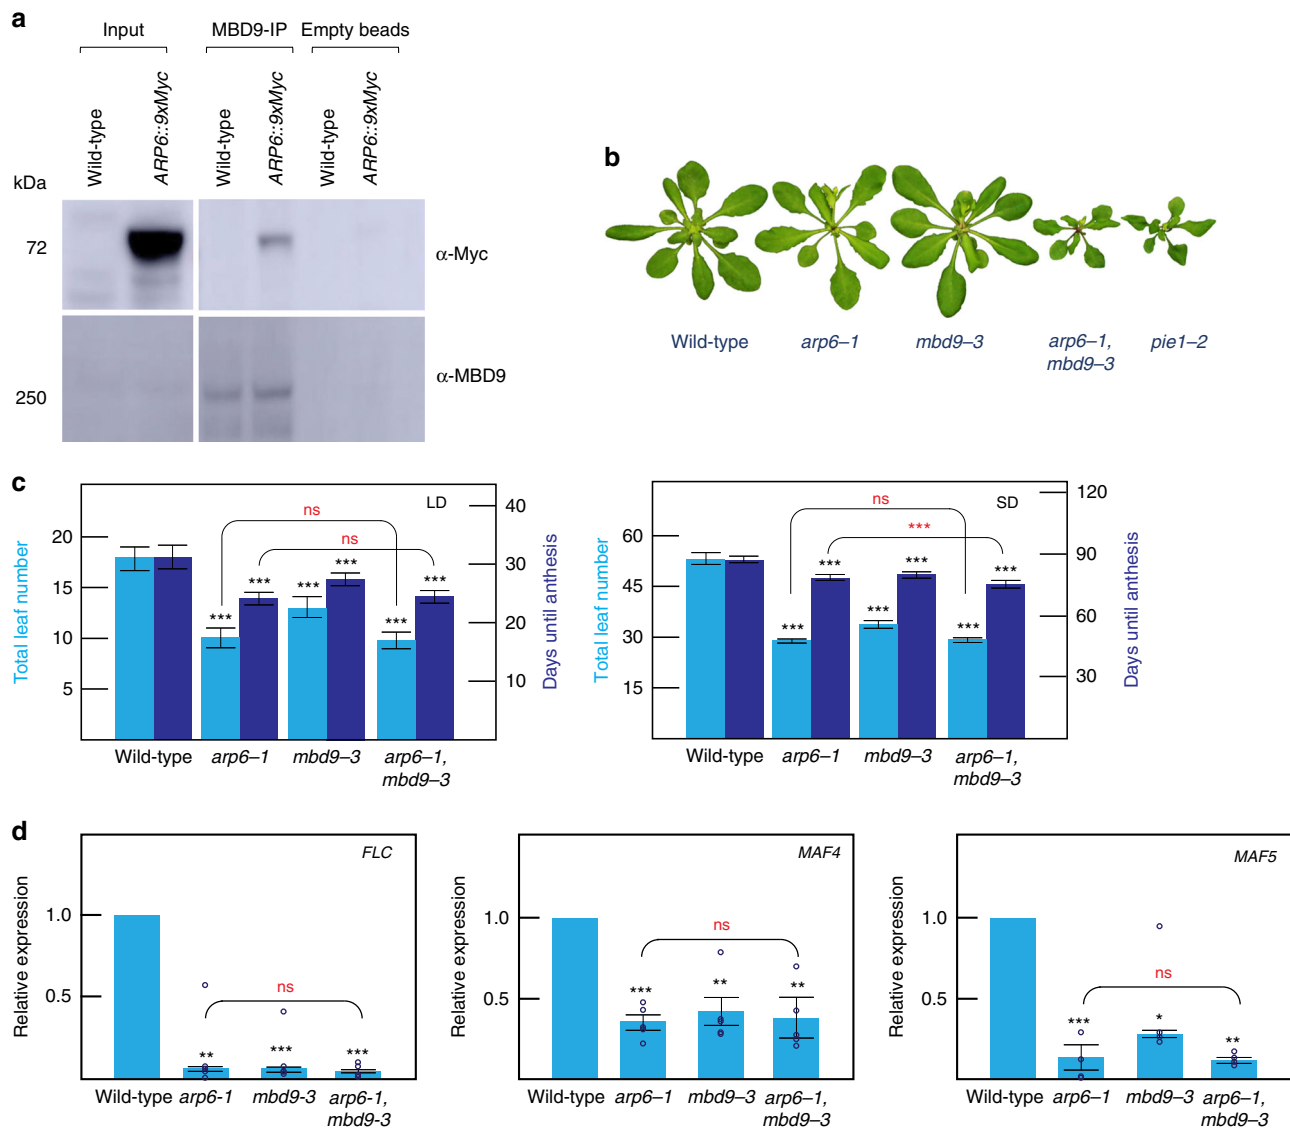 a
Input
MBD9-IP
Empty beads
Wild-type
ARP6::9xMyc
Wild-type
ARP6::9xMyc
Wild-type
ARP6::9xMyc
kDa
72
α-Myc
250
α-MBD9
b
Wild-type
arp6–1
mbd9–3
arp6–1,
mbd9–3
pie1–2
c
Total leaf number
20
15
10
5
LD
ns
ns
***
***
***
***
***
***
40
30
20
10
Days until anthesis
Wild-type
arp6–1
mbd9–3
arp6–1,
mbd9–3
Total leaf number
60
45
30
15
SD
ns
***
***
***
***
***
***
***
120
90
60
30
Days until anthesis
Wild-type
arp6–1
mbd9–3
arp6–1,
mbd9–3
d
Relative expression
1.0
0.5
FLC
ns
**
***
***
Wild-type
arp6-1
mbd9-3
arp6-1,
mbd9-3
Relative expression
1.0
0.5
MAF4
ns
***
**
**
Wild-type
arp6–1
mbd9–3
arp6–1,
mbd9–3
Relative expression
1.0
0.5
MAF5
ns
***
*
**
Wild-type
arp6–1
mbd9–3
arp6–1,
mbd9–3